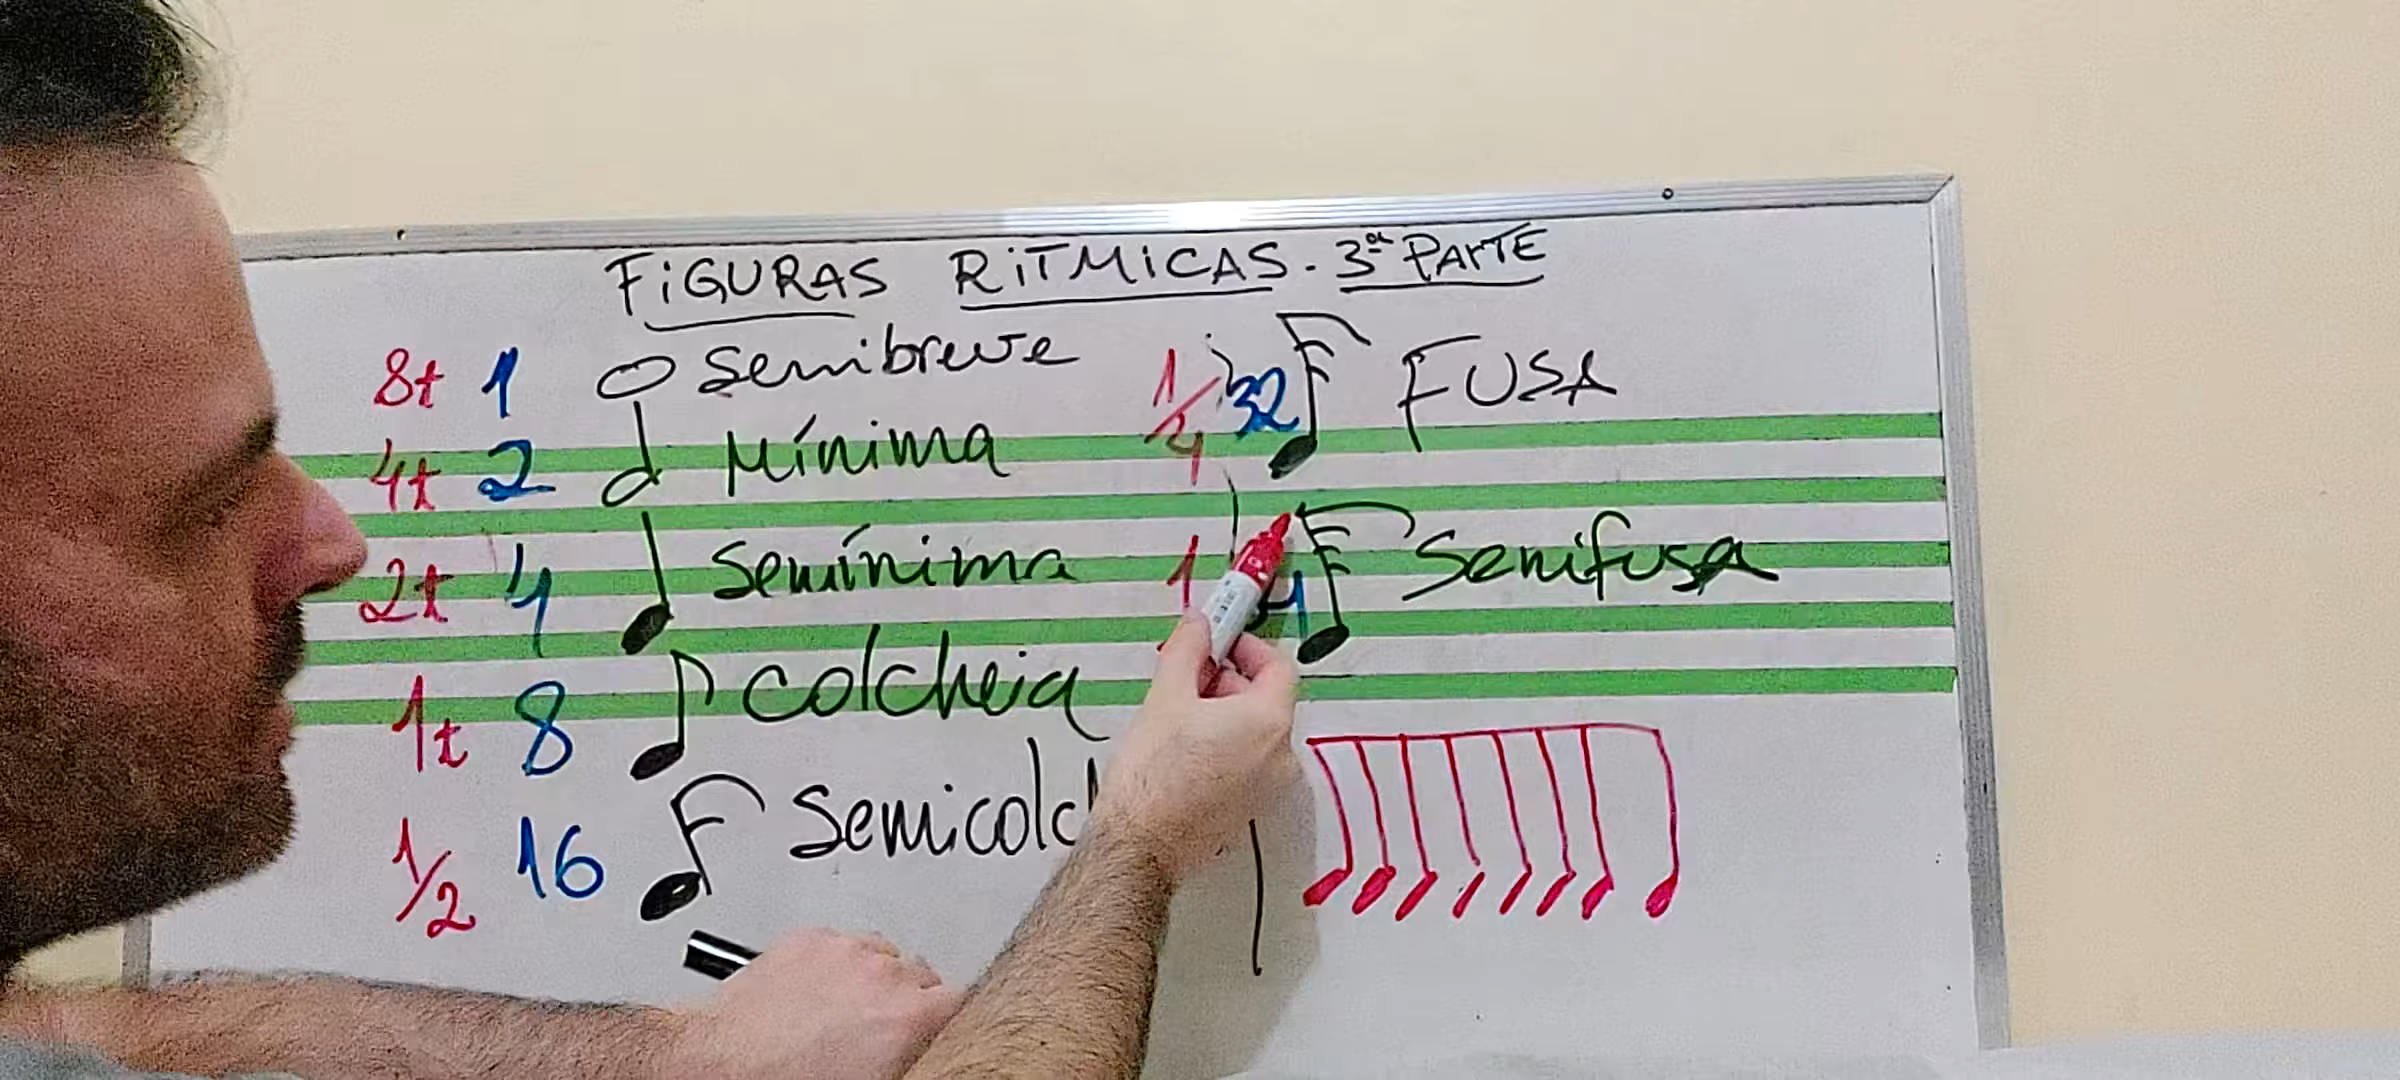 FIGURAS RITMICAS. 3ª PARTE
8t 1 semibreve
4t 2 Mínima
2t 4 Semínima
1t 8 colcheia
1/2 16 Semicolc
1/4 32 FUSA
1 4 Semifusa